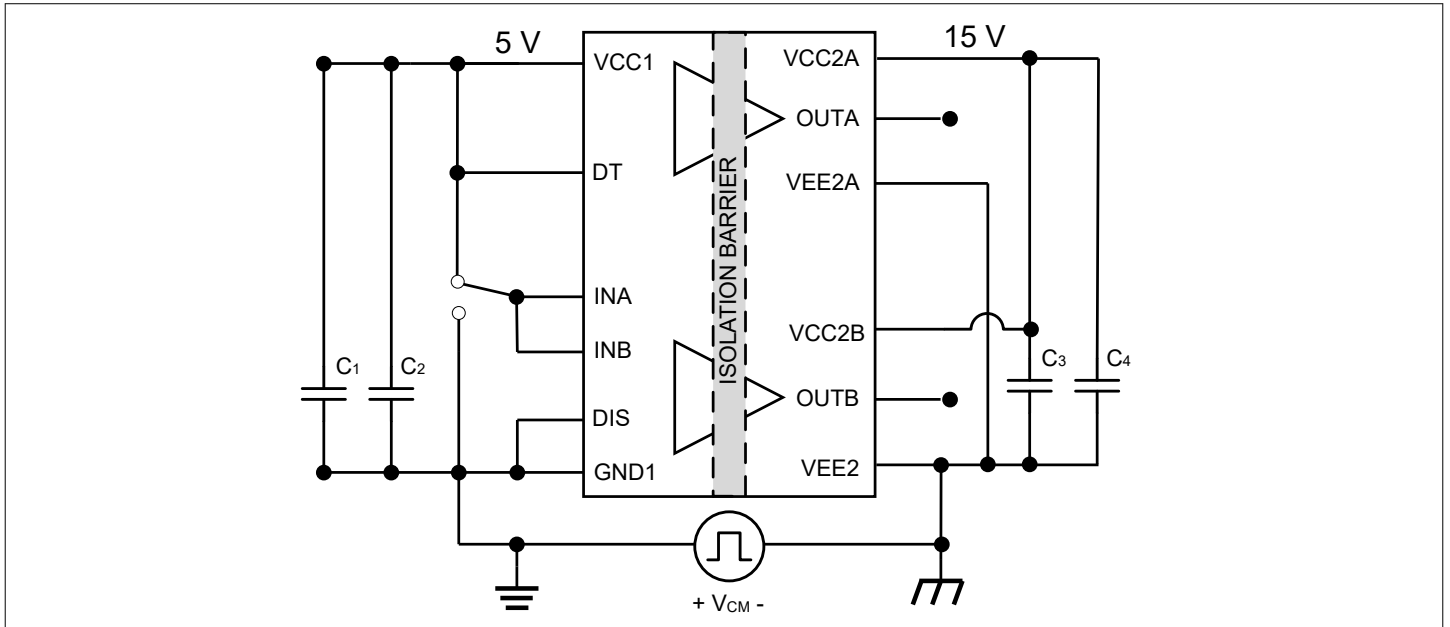 5 V
15 V
VCC1
VCC2A
OUTA
DT
VEE2A
ISOLATION BARRIER
INA
VCC2B
INB
C1
C2
C3
C4
DIS
OUTB
GND1
VEE2
+ VCM -